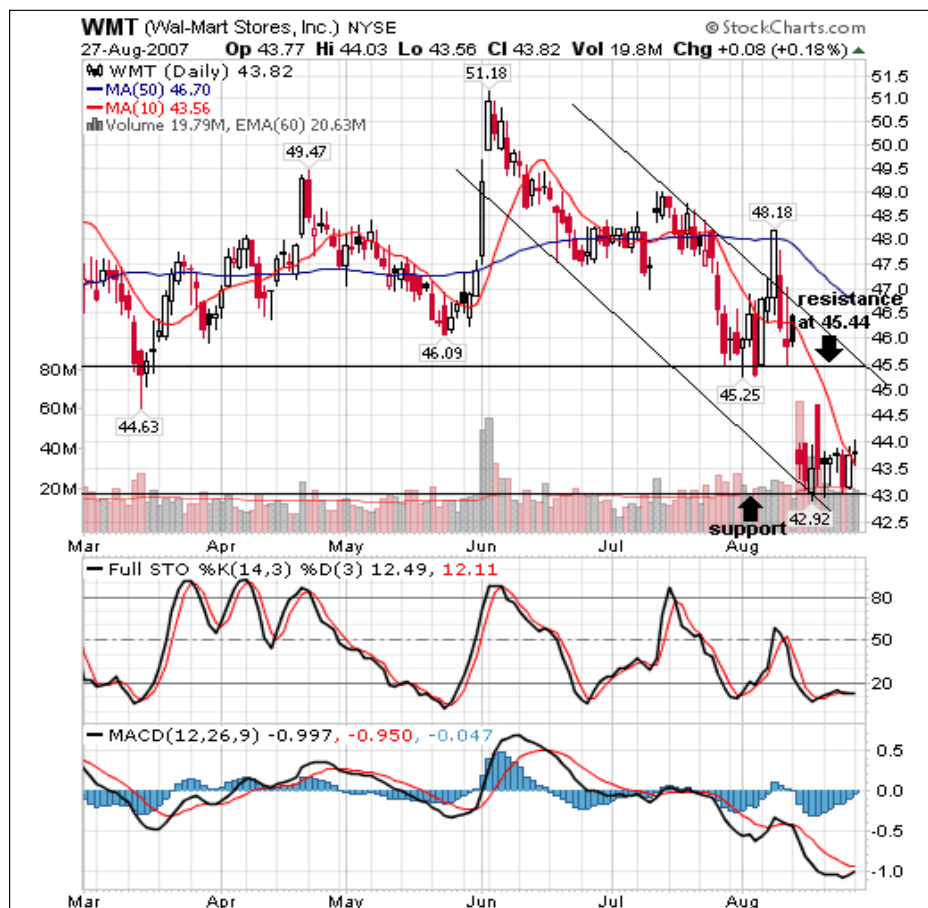 WMT (Wal-Mart Stores, Inc.) NYSE © StockCharts.com
27-Aug-2007 Op 43.77 Hi 44.03 Lo 43.56 Cl 43.82 Vol 19.8M Chg +0.08 (+0.18%)
WMT (Daily) 43.82
MA(50) 46.70
MA(10) 43.56
Volume 19.79M, EMA(60) 20.63M
51.18
49.47
48.18
46.09
45.25
44.63
42.92
resistance
at 45.44
support
51.5
51.0
50.5
50.0
49.5
49.0
48.5
48.0
47.5
47.0
46.5
46.0
45.5
45.0
44.5
44.0
43.5
43.0
42.5
80M
60M
40M
20M
Mar Apr May Jun Jul Aug
Full STO %K(14,3) %D(3) 12.49, 12.11
80
50
20
MACD(12,26,9) -0.997, -0.950, -0.047
0.5
0.0
-0.5
-1.0
Mar Apr May Jun Jul Aug